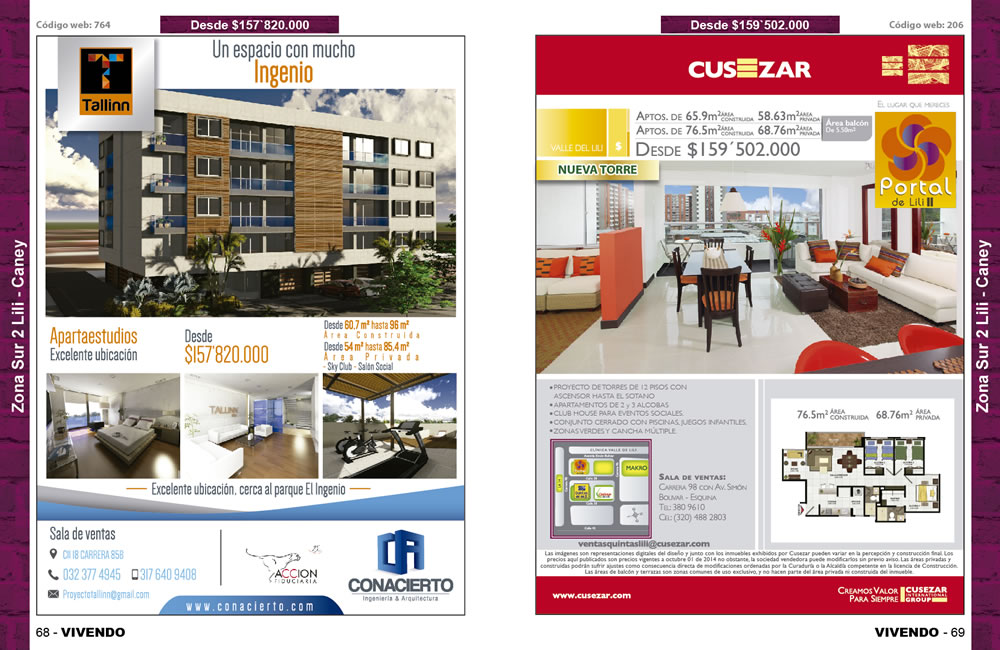 Código web: 764
Desde $157`820.000
Zona Sur 2 Lili - Caney
Tallinn
Un espacio con mucho
Ingenio
Apartaestudios
Excelente ubicación
Desde
$157'820.000
Desde 60.7 m² hasta 96 m²
Área Construida
Desde 54 m² hasta 85.4 m²
Área Privada
- Sky Club - Salón Social
TALLINN
Excelente ubicación, cerca al parque El Ingenio
Sala de ventas
Cll 18 CARRERA 85B
032 377 4945 317 640 9408
Proyectctallinn@gmail.com
ACCION
FIDUCIARIA
CONACIERTO
Ingeniería & Arquitectura
www.conacierto.com
68 - VIVENDO
Desde $159`502.000
Código web: 206
CUSEZAR
EL LUGAR QUE MERECES
APTOS. DE 65.9m² ÁREA CONSTRUIDA 58.63m² ÁREA PRIVADA
APTOS. DE 76.5m² ÁREA CONSTRUIDA 68.76m² ÁREA PRIVADA
Área balcón
De 5.50m²
VALLE DEL LILI $
DESDE $159´502.000
NUEVA TORRE
Portal
de Lili II
PROYECTO DE TORRES DE 12 PISOS CON
ASCENSOR HASTA EL SOTANO
APARTAMENTOS DE 2 y 3 ALCOBAS
CLUB HOUSE PARA EVENTOS SOCIALES.
CONJUNTO CERRADO CON PISCINAS, JUEGOS INFANTILES,
ZONAS VERDES Y CANCHA MÚLTIPLE.
CLINICA VALLE DE LILI
MAKRO
SALA DE VENTAS:
CARRERA 98 CON AV. SIMÓN
BOLIVAR - ESQUINA
TEL: 380 9610
CEL: (320) 488 2803
ventasquintaslili@cusezar.com
76.5m² ÁREA CONSTRUIDA 68.76m² ÁREA PRIVADA
Las imágenes son representaciones digitales del diseño y junto con los inmuebles exhibidos por Cusezar pueden variar en la percepción y construcción final. Los
precios aquí publicados son precios vigentes a octubre 01 de 2014 no obstante, la sociedad vendedora puede modificarlos sin previo aviso. Las áreas privadas y
construidas podrán sufrir ajustes como consecuencia directa de modificaciones ordenadas por la Curaduría o la Alcaldía competente en la licencia de Construcción.
Las áreas de balcón y terrazas son zonas comunes de uso exclusivo, y no hacen parte del área privada ni construida del inmueble.
www.cusezar.com
CREAMOS VALOR
PARA SIEMPRE
CUSEZAR
INTERNATIONAL
GROUP
Zona Sur 2 Lili - Caney
VIVENDO - 69